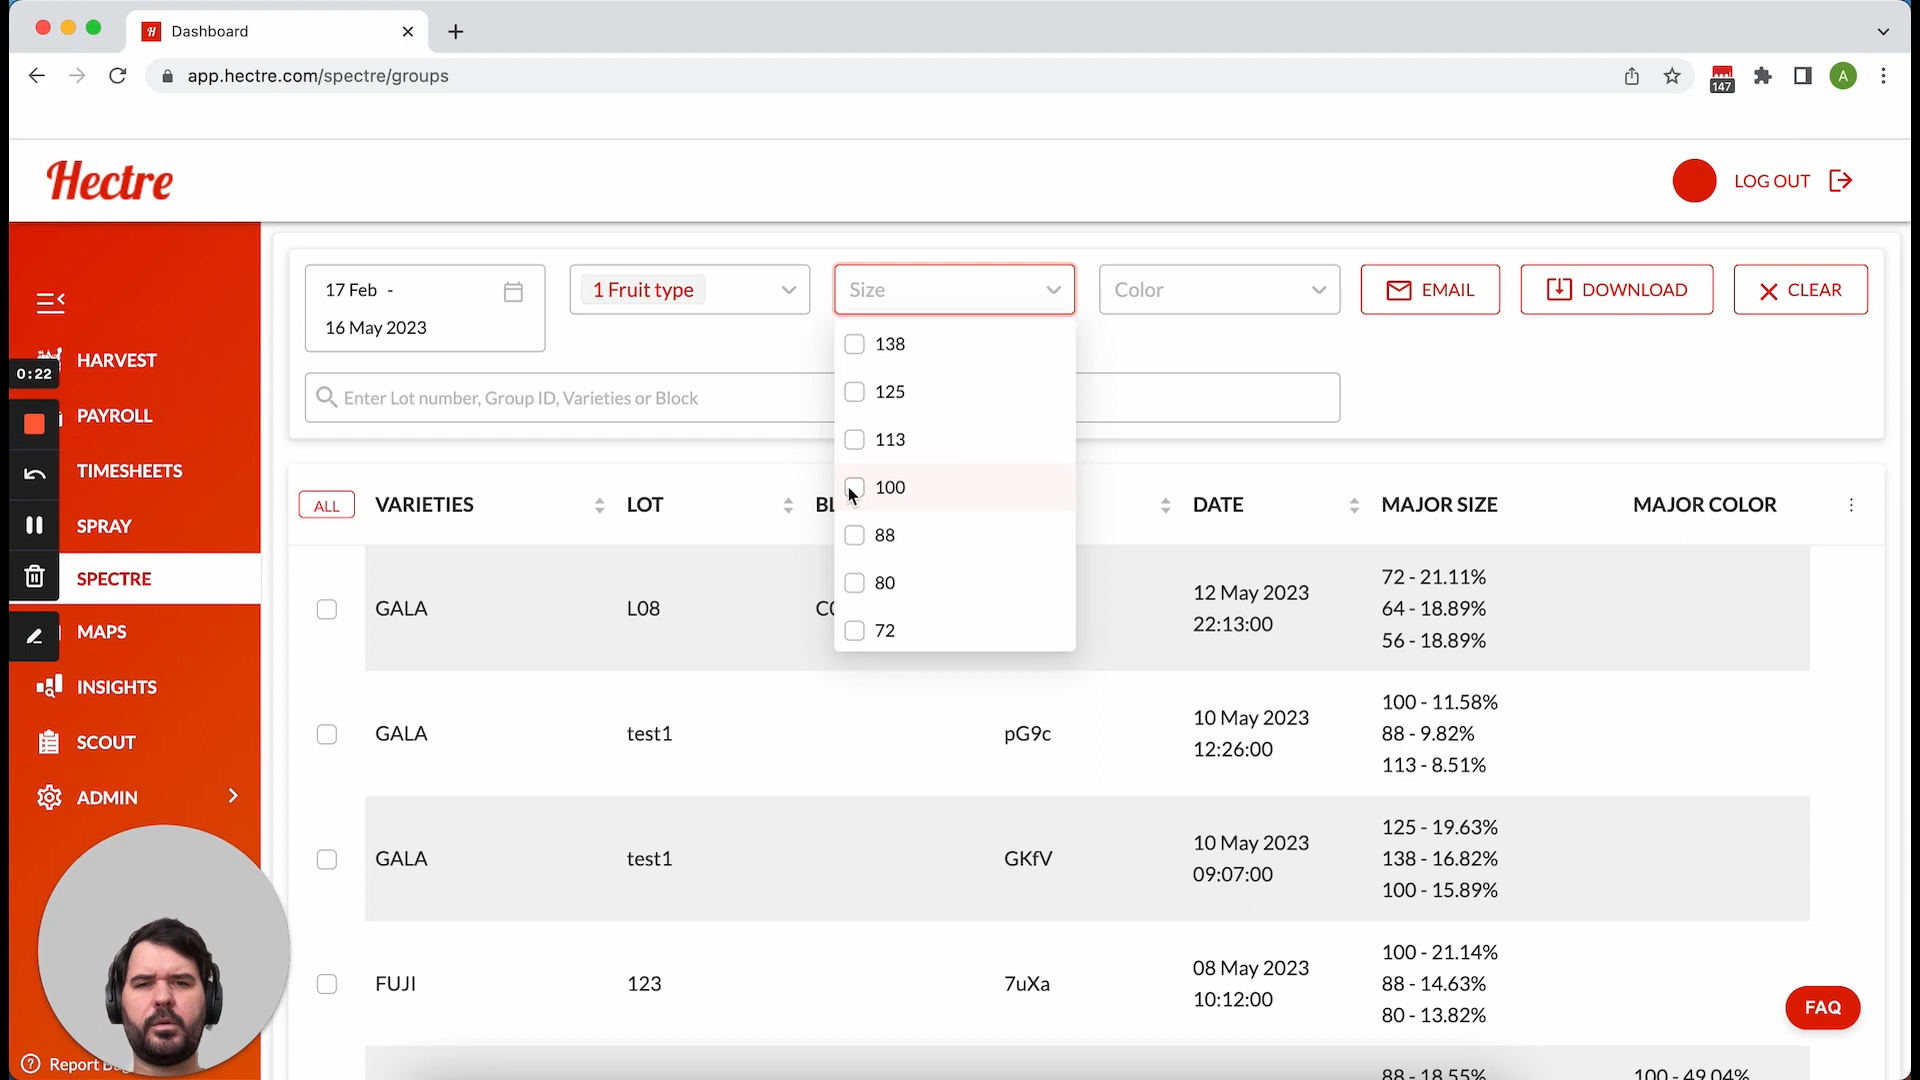 Dashboard
app.hectre.com/spectre/groups
147
A
Hectre
LOG OUT
17 Feb -
16 May 2023
1 Fruit type
Size
Color
EMAIL
DOWNLOAD
CLEAR
Enter Lot number, Group ID, Varieties or Block
138
125
113
100
88
80
72
0:22
HARVEST
PAYROLL
TIMESHEETS
SPRAY
SPECTRE
MAPS
INSIGHTS
SCOUT
ADMIN
Report
ALL
VARIETIES
LOT
DATE
MAJOR SIZE
MAJOR COLOR
GALA
L08
12 May 2023
22:13:00
72 - 21.11%
64 - 18.89%
56 - 18.89%
GALA
test1
pG9c
10 May 2023
12:26:00
100 - 11.58%
88 - 9.82%
113 - 8.51%
GALA
test1
GKfV
10 May 2023
09:07:00
125 - 19.63%
138 - 16.82%
100 - 15.89%
FUJI
123
7uXa
08 May 2023
10:12:00
100 - 21.14%
88 - 14.63%
80 - 13.82%
88 - 18.55%
100 - 49.04%
FAQ